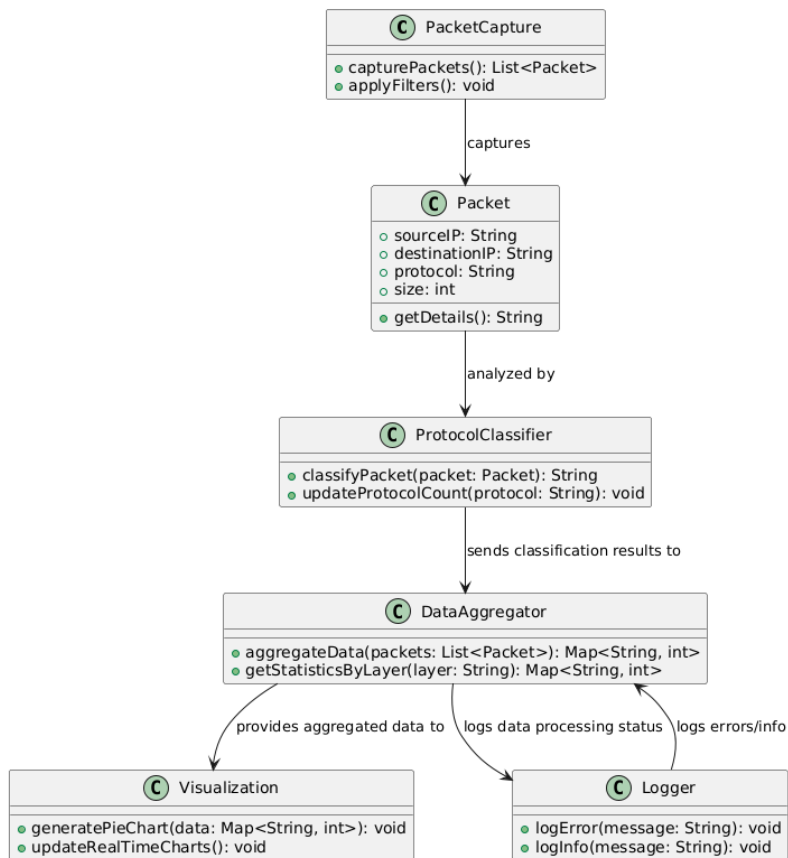 C PacketCapture
capturePackets(): List<Packet>
applyFilters(): void
captures
C Packet
sourceIP: String
destinationIP: String
protocol: String
size: int
getDetails(): String
analyzed by
C ProtocolClassifier
classifyPacket(packet: Packet): String
updateProtocolCount(protocol: String): void
sends classification results to
C DataAggregator
aggregateData(packets: List<Packet>): Map<String, int>
getStatisticsByLayer(layer: String): Map<String, int>
provides aggregated data to
logs data processing status
logs errors/info
C Visualization
generatePieChart(data: Map<String, int>): void
updateRealTimeCharts(): void
C Logger
logError(message: String): void
logInfo(message: String): void